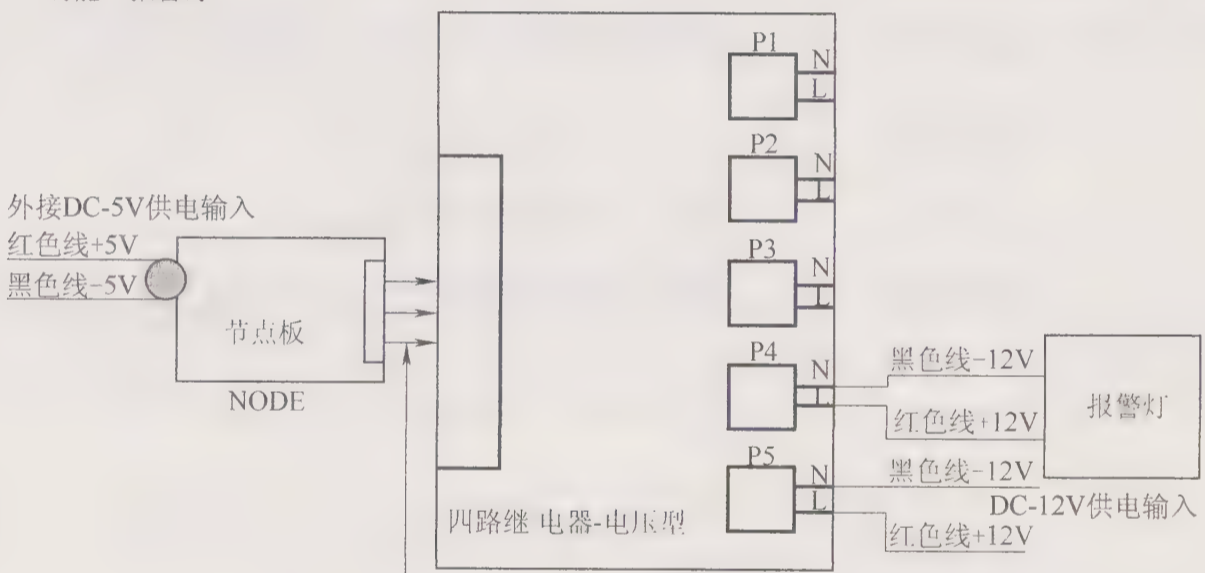 P1
N
L
P2
N
L
外接DC-5V供电输入
红色线+5V
黑色线-5V
P3
N
L
节点板
NODE
P4
N
L
黑色线-12V
红色线+12V
报警灯
P5
N
L
黑色线-12V
DC-12V供电输入
红色线+12V
四路继电器-电压型